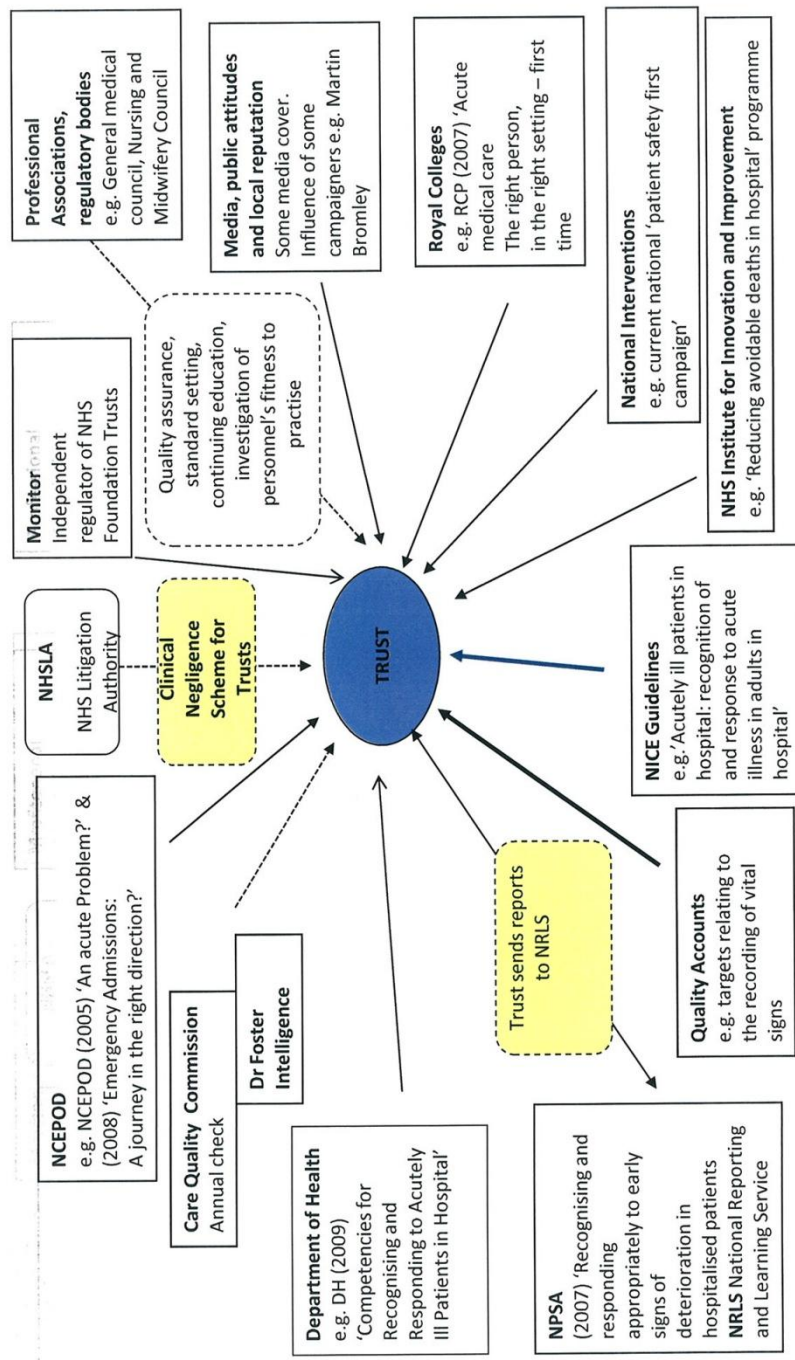 NCEPOD
e.g. NCEPOD (2005) 'An acute Problem?' &
(2008) 'Emergency Admissions:
A journey in the right direction?'
NHSLA
NHS Litigation
Authority
Monitor
Independent
regulator of NHS
Foundation Trusts
Professional
Associations,
regulatory bodies
e.g. General medical
council, Nursing and
Midwifery Council
Care Quality Commission
Annual check
Dr Foster
Intelligence
Clinical
Negligence
Scheme for
Trusts
Quality assurance,
standard setting,
continuing education,
investigation of
personnel's fitness to
practise
Media, public attitudes
and local reputation
Some media cover.
Influence of some
campaigners e.g. Martin
Bromley
Department of Health
e.g. DH (2009)
'Competencies for
Recognising and
Responding to Acutely
Ill Patients in Hospital'
TRUST
Royal Colleges
e.g. RCP (2007) 'Acute
medical care
The right person,
in the right setting – first
time
Trust sends reports
to NRLS
National Interventions
e.g. current national 'patient safety first
campaign'
NPSA
(2007) 'Recognising and
responding
appropriately to early
signs of
deterioration in
hospitalised patients
NRLS National Reporting
and Learning Service
Quality Accounts
e.g. targets relating to
the recording of vital
signs
NICE Guidelines
e.g.'Acutely ill patients in
hospital: recognition of
and response to acute
illness in adults in
hospital'
NHS Institute for Innovation and Improvement
e.g. 'Reducing avoidable deaths in hospital' programme